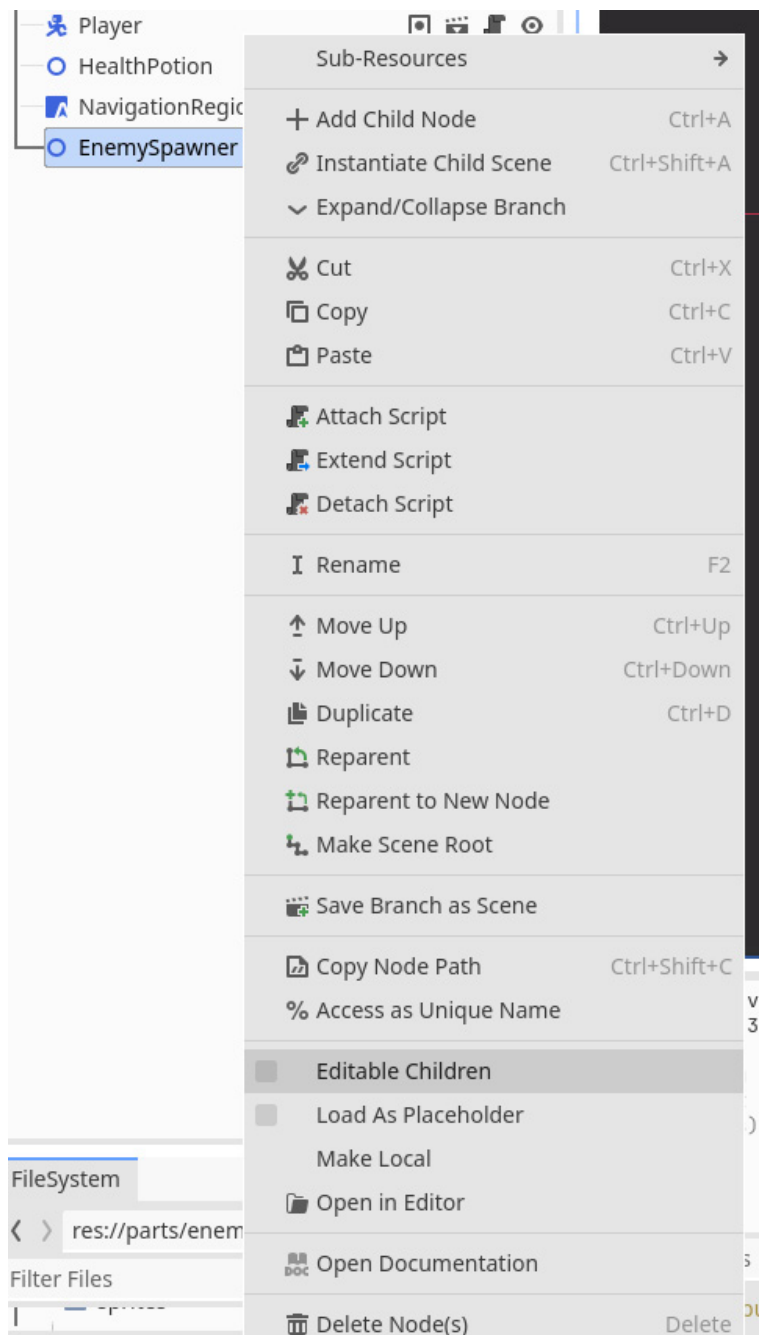 Player
HealthPotion
NavigationRegic
EnemySpawner
Sub-Resources
Add Child Node Ctrl+A
Instantiate Child Scene Ctrl+Shift+A
Expand/Collapse Branch
Cut Ctrl+X
Copy Ctrl+C
Paste Ctrl+V
Attach Script
Extend Script
Detach Script
Rename F2
Move Up Ctrl+Up
Move Down Ctrl+Down
Duplicate Ctrl+D
Reparent
Reparent to New Node
Make Scene Root
Save Branch as Scene
Copy Node Path Ctrl+Shift+C
% Access as Unique Name
Editable Children
Load As Placeholder
Make Local
Open in Editor
DOC Open Documentation
Delete Node(s) Delete
FileSystem
res://parts/enem
Filter Files